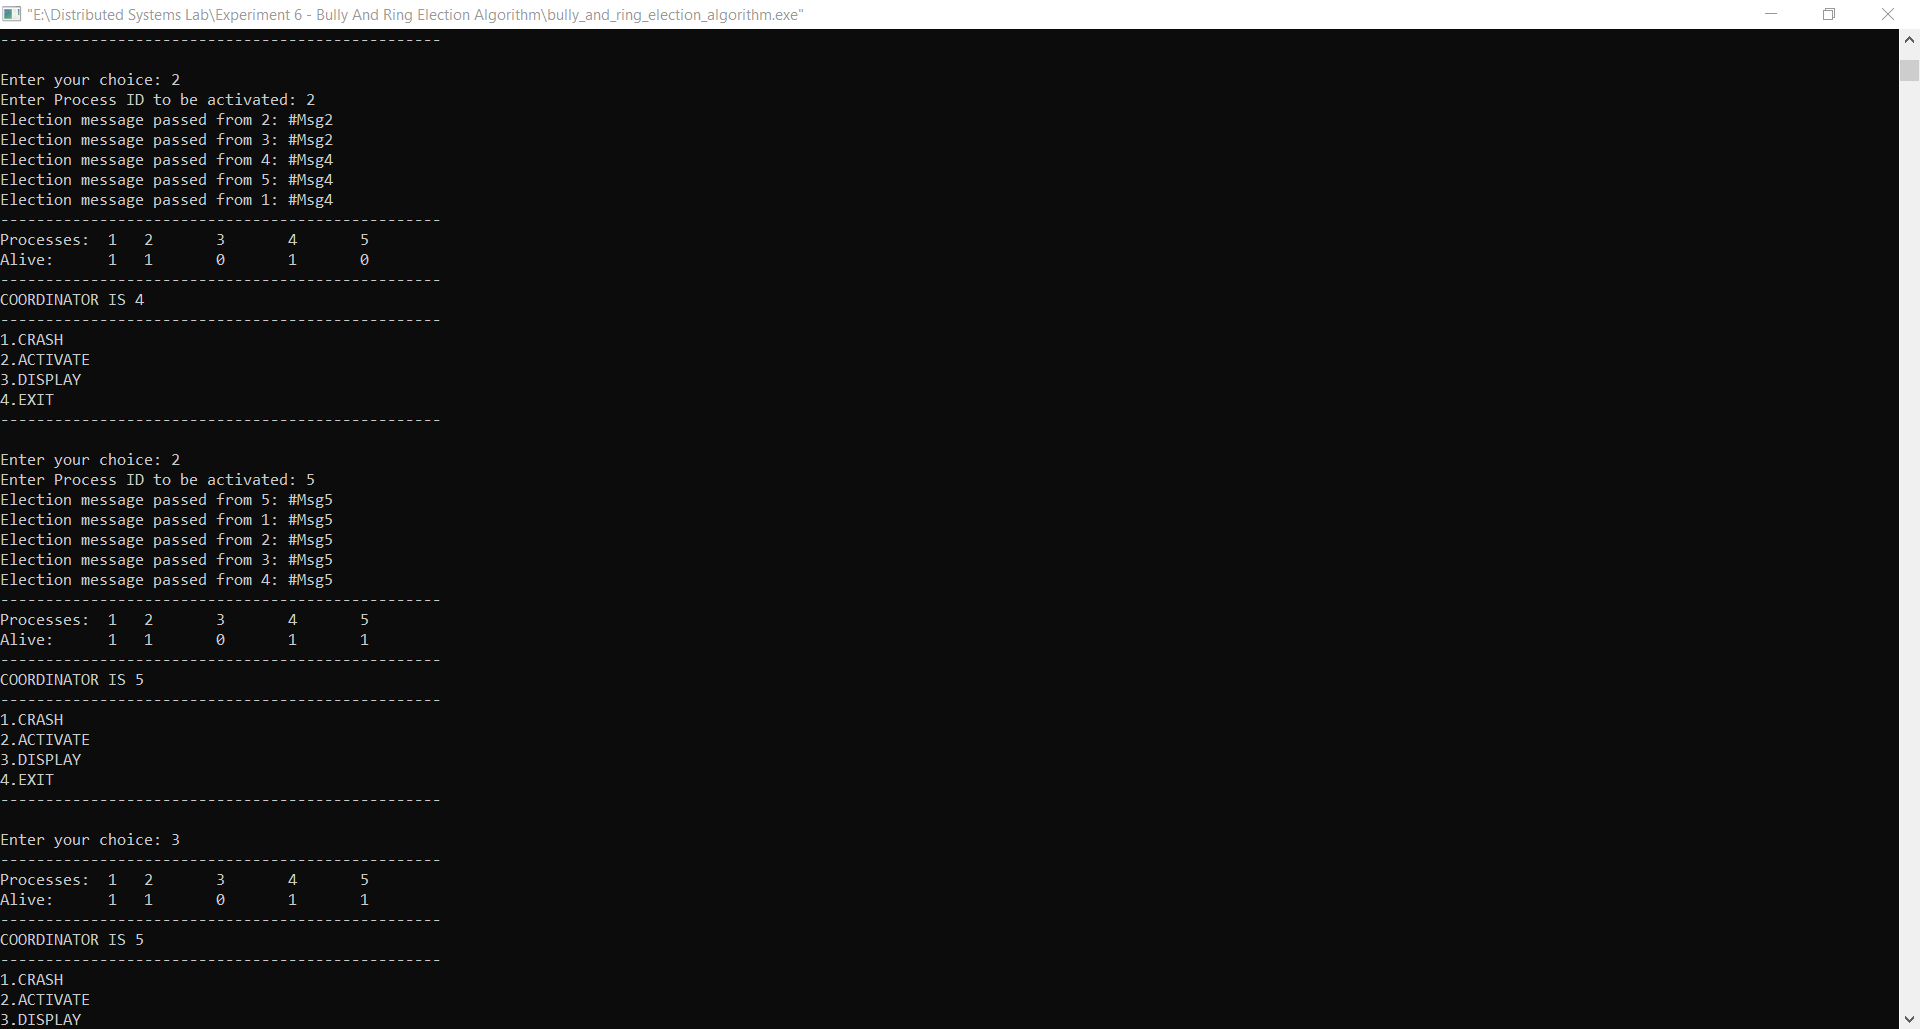 "E:\Distributed Systems Lab\Experiment 6 - Bully And Ring Election Algorithm\bully_and_ring_election_algorithm.exe"
-------------------------------------------------
Enter your choice: 2
Enter Process ID to be activated: 2
Election message passed from 2: #Msg2
Election message passed from 3: #Msg2
Election message passed from 4: #Msg4
Election message passed from 5: #Msg4
Election message passed from 1: #Msg4
-------------------------------------------------
Processes:  1   2       3       4       5
Alive:      1   1       0       1       0
-------------------------------------------------
COORDINATOR IS 4
-------------------------------------------------
1.CRASH
2.ACTIVATE
3.DISPLAY
4.EXIT
-------------------------------------------------
Enter your choice: 2
Enter Process ID to be activated: 5
Election message passed from 5: #Msg5
Election message passed from 1: #Msg5
Election message passed from 2: #Msg5
Election message passed from 3: #Msg5
Election message passed from 4: #Msg5
-------------------------------------------------
Processes:  1   2       3       4       5
Alive:      1   1       0       1       1
-------------------------------------------------
COORDINATOR IS 5
-------------------------------------------------
1.CRASH
2.ACTIVATE
3.DISPLAY
4.EXIT
-------------------------------------------------
Enter your choice: 3
-------------------------------------------------
Processes:  1   2       3       4       5
Alive:      1   1       0       1       1
-------------------------------------------------
COORDINATOR IS 5
-------------------------------------------------
1.CRASH
2.ACTIVATE
3.DISPLAY